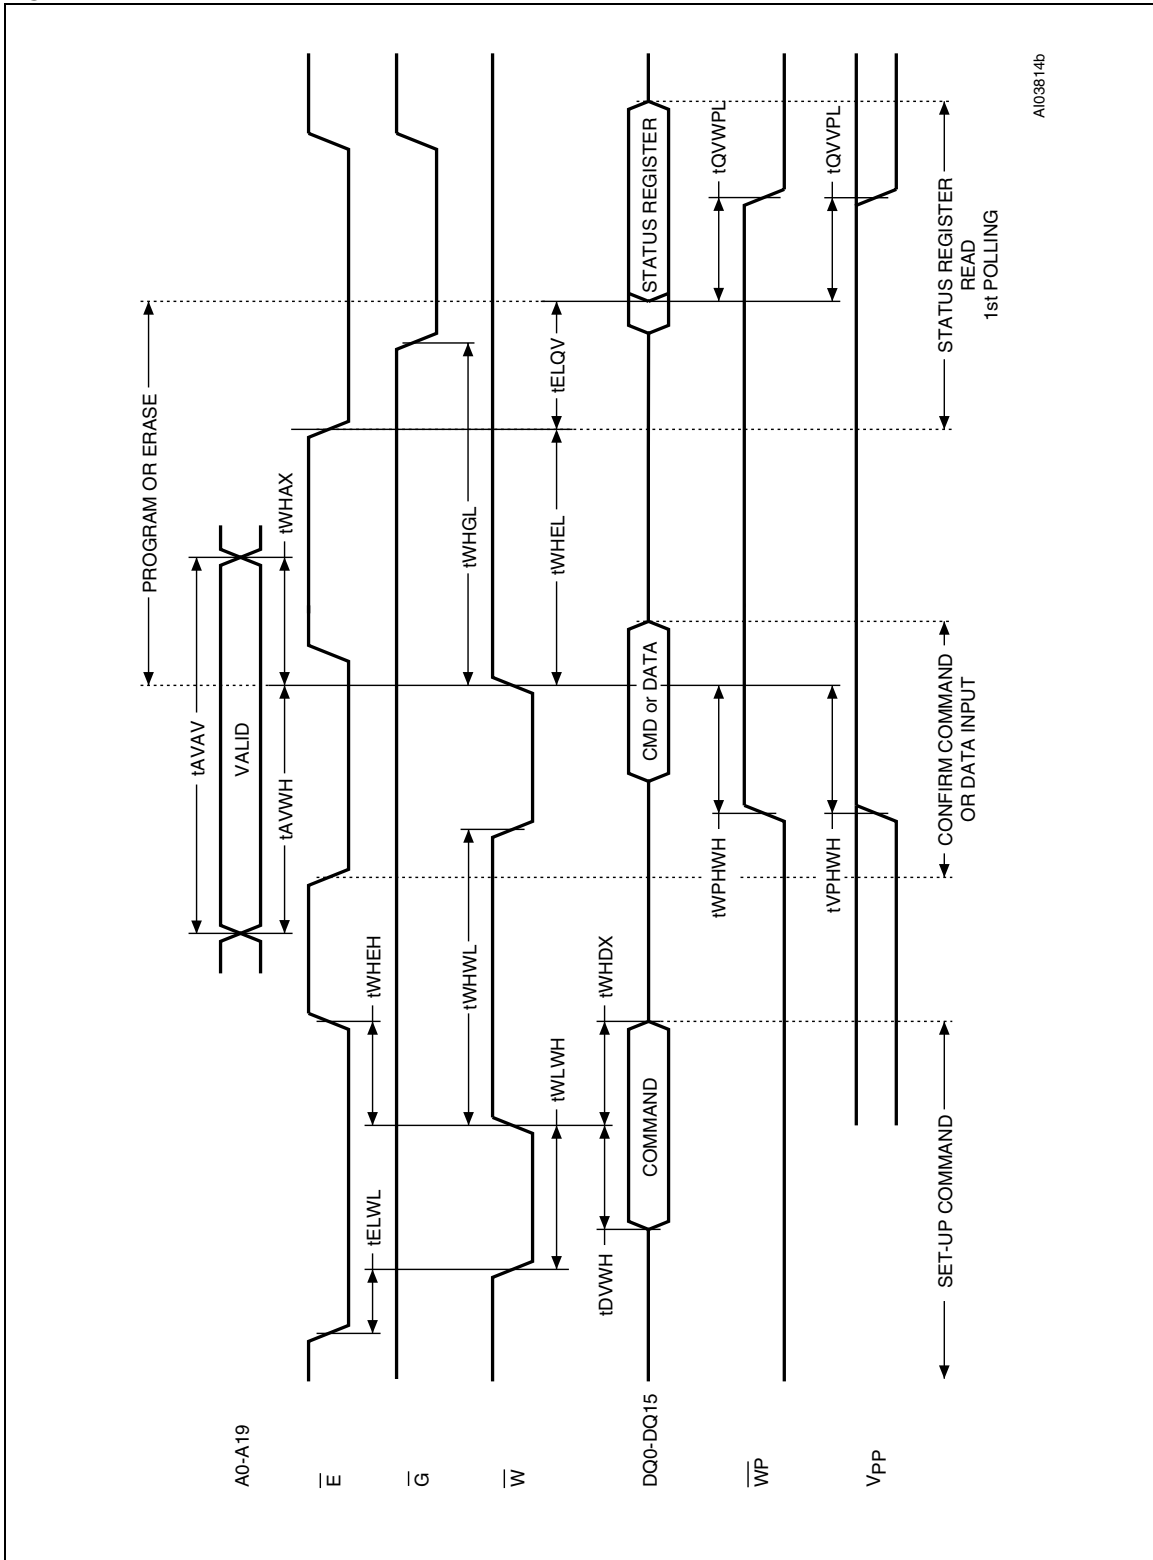 PROGRAM OR ERASE
tAVAV
A0-A19
VALID
tAVWH
tWHAX
E
tELWL
tWHEH
G
tWHWL
tWHGL
W
tWLWH
tWHEL
tELQV
tDVWH
tWHDX
DQ0-DQ15
COMMAND
CMD or DATA
STATUS REGISTER
tWPHWH
tQVWPL
WP
tVPHWH
tQVVPL
VPP
SET-UP COMMAND
CONFIRM COMMAND
OR DATA INPUT
STATUS REGISTER
READ
1st POLLING
AI03814b